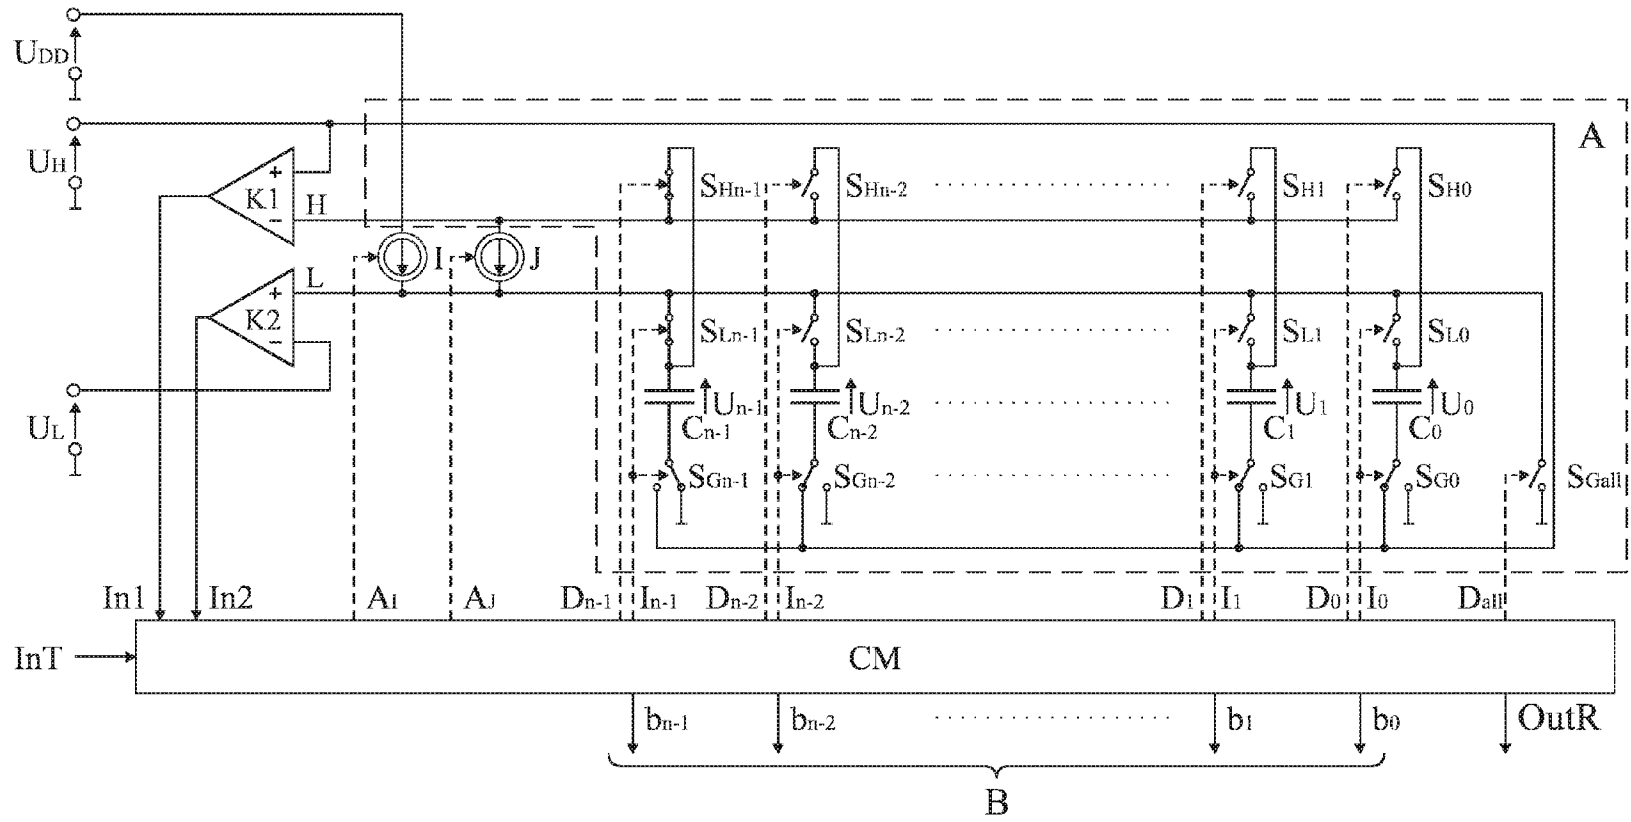 UDD
UH
A
K1
H
SHn-1
SHn-2
SH1
SH0
I
J
L
K2
SLn-1
SLn-2
SL1
SL0
UL
Un-1
Un-2
U1
U0
Cn-1
Cn-2
C1
C0
SGn-1
SGn-2
SG1
SG0
SGall
In1
In2
AI
AJ
Dn-1
In-1
Dn-2
In-2
D1
I1
D0
I0
Dall
InT
CM
bn-1
bn-2
b1
b0
OutR
B